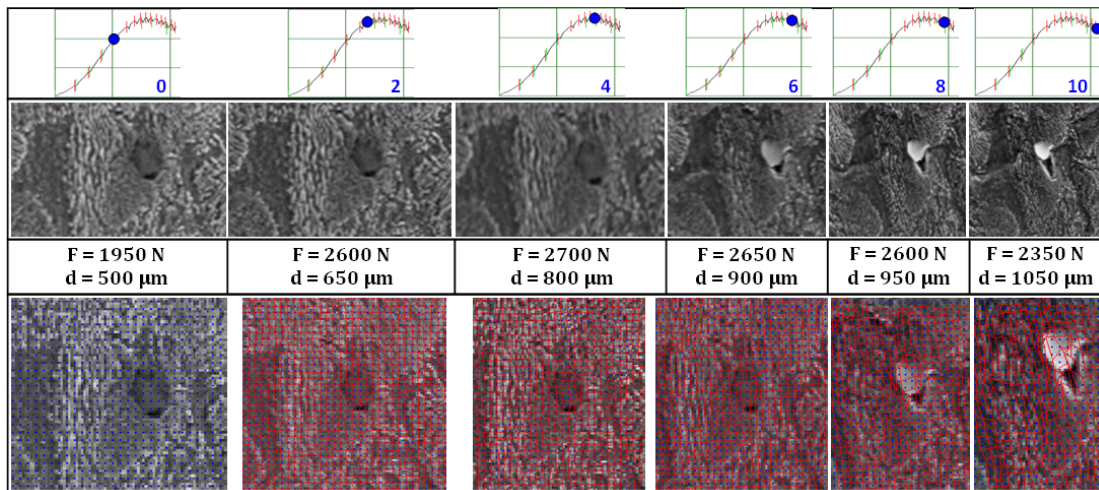 0
2
4
6
8
10
F = 1950 N
d = 500 µm
F = 2600 N
d = 650 µm
F = 2700 N
d = 800 µm
F = 2650 N
d = 900 µm
F = 2600 N
d = 950 µm
F = 2350 N
d = 1050 µm